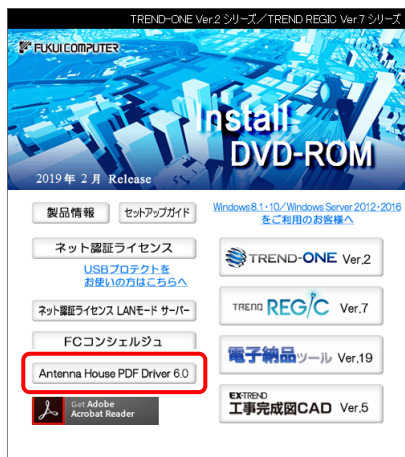 TREND-ONE Ver.2 シリーズ／TREND REGIC Ver.7 シリーズ
FUKUI COMPUTER
Install
DVD-ROM
2019年 2月 Release
製品情報
セットアップガイド
Windows8.1・10／Windows Server 2012・2016
をご利用のお客様へ
ネット認証ライセンス
USBプロテクトを
お使いの方はこちらへ
ネット認証ライセンス LANモード サーバー
FCコンシェルジュ
Antenna House PDF Driver 6.0
Get Adobe
Acrobat Reader
TREND-ONE Ver.2
TREND REGIC Ver.7
電子納品ツール Ver.19
EX-TREND
工事完成図CAD Ver.5